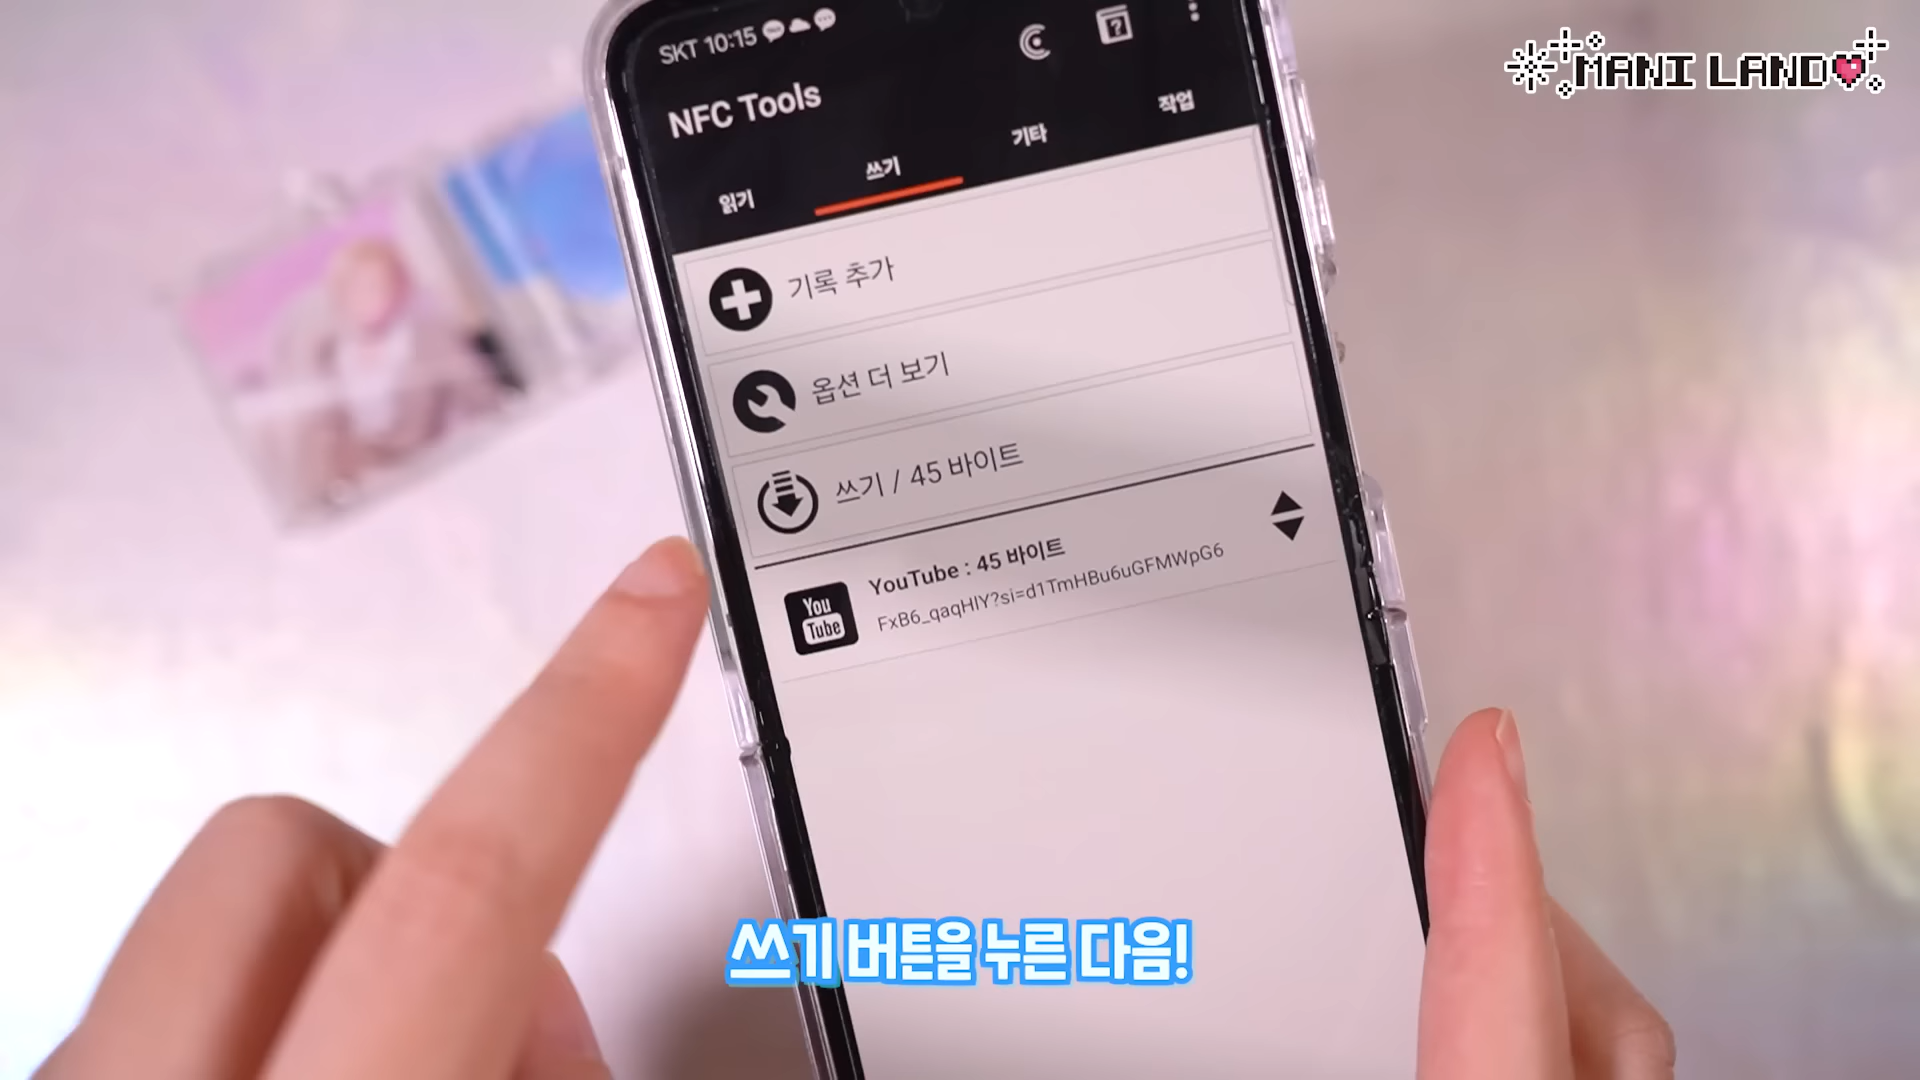 SKT 10:15
MANI LAND
NFC Tools
읽기 쓰기 기타 작업
기록 추가
옵션 더 보기
쓰기 / 45 바이트
YouTube : 45 바이트
FxB6_qaqHIY?si=d1TmHBu6uGFMWpG6
You
Tube
쓰기 버튼을 누른 다음!